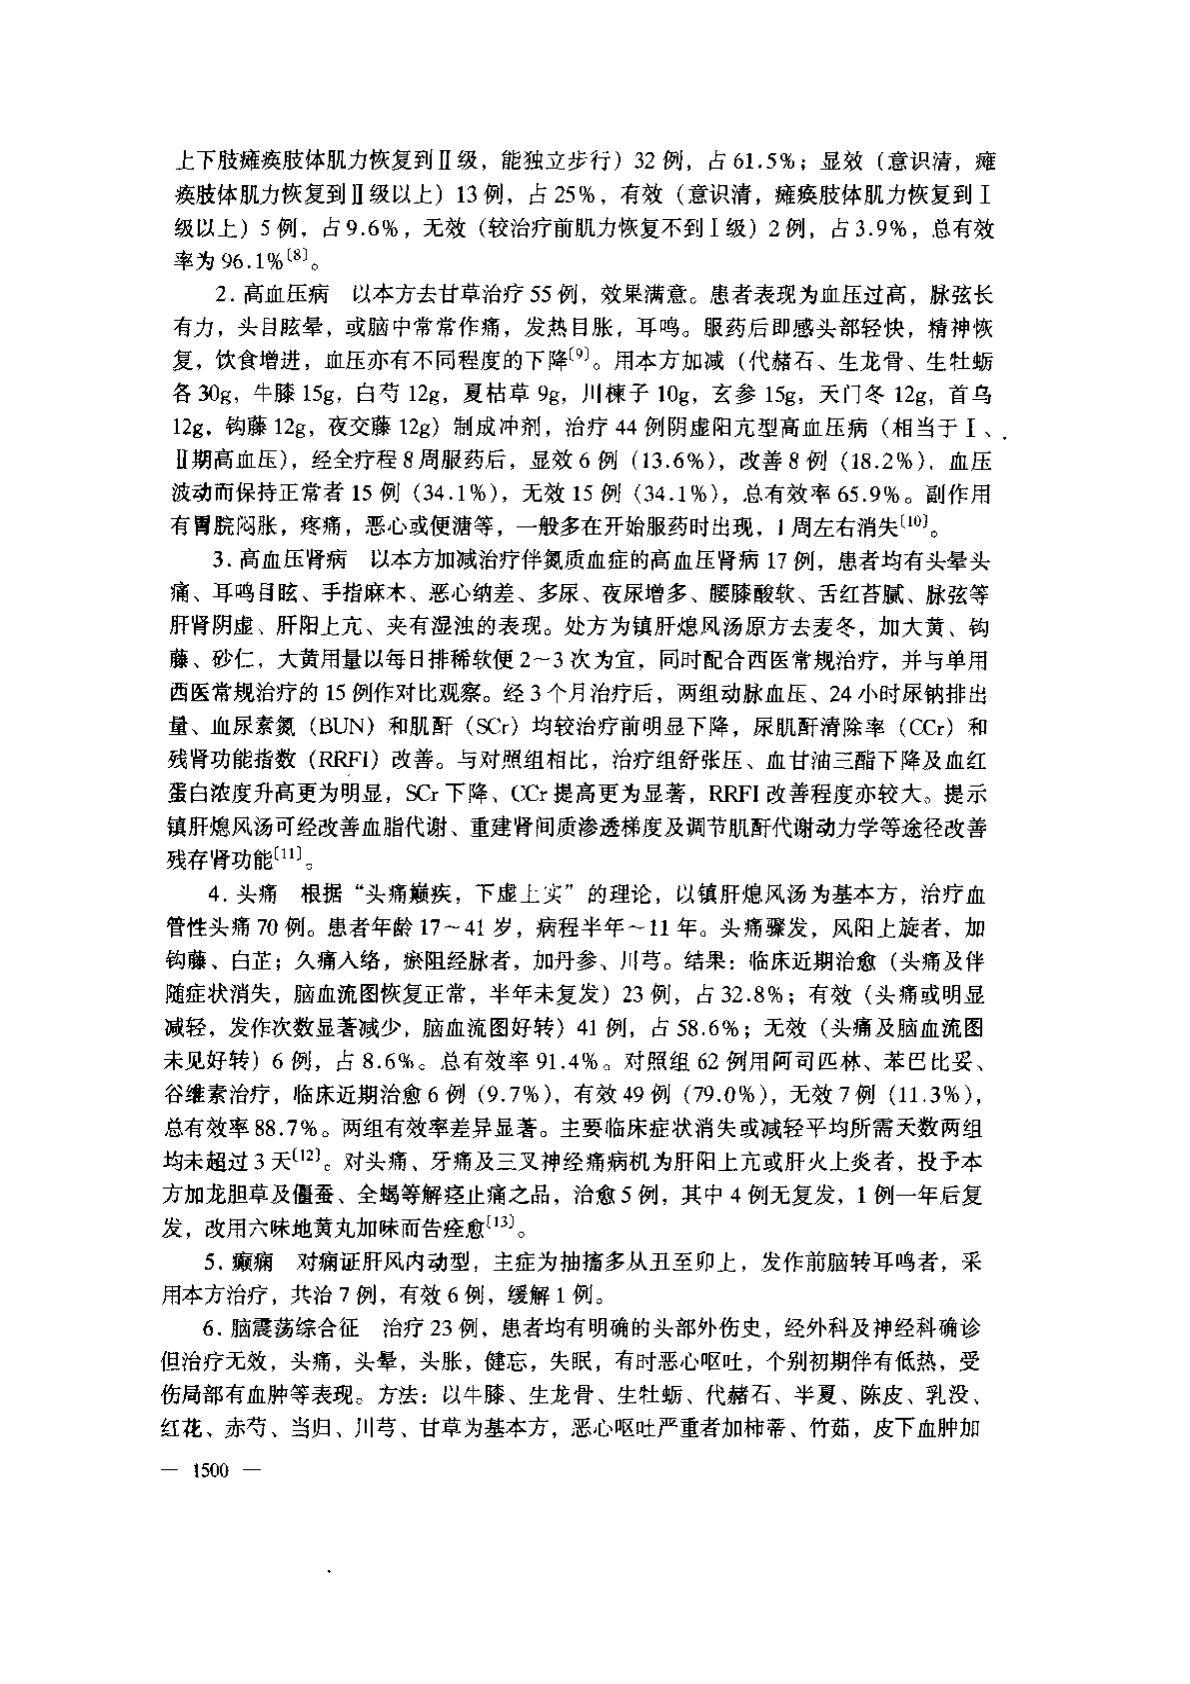 上下肢瘫痪肢体肌力恢复到Ⅱ级，能独立步行）32 例，占 61.5%；显效（意识清，瘫
痪肢体肌力恢复到Ⅱ级以上）13 例，占 25%，有效（意识清，瘫痪肢体肌力恢复到Ⅰ
级以上）5 例，占 9.6%，无效（较治疗前肌力恢复不到Ⅰ级）2 例，占 3.9%，总有效
率为 96.1%〔8〕。
2. 高血压病　以本方去甘草治疗 55 例，效果满意。患者表现为血压过高，脉弦长
有力，头目眩晕，或脑中常常作痛，发热目胀，耳鸣。服药后即感头部轻快，精神恢
复，饮食增进，血压亦有不同程度的下降〔9〕。用本方加减（代赭石、生龙骨、生牡蛎
各 30g，牛膝 15g，白芍 12g，夏枯草 9g，川楝子 10g，玄参 15g，天门冬 12g，首乌
12g，钩藤 12g，夜交藤 12g）制成冲剂，治疗 44 例阴虚阳亢型高血压病（相当于Ⅰ、
Ⅱ期高血压），经全疗程 8 周服药后，显效 6 例（13.6%），改善 8 例（18.2%），血压
波动而保持正常者 15 例（34.1%），无效 15 例（34.1%），总有效率 65.9%。副作用
有胃脘闷胀，疼痛，恶心或便溏等，一般多在开始服药时出现，1 周左右消失〔10〕。
3. 高血压肾病　以本方加减治疗伴氮质血症的高血压肾病 17 例，患者均有头晕头
痛、耳鸣目眩、手指麻木、恶心纳差、多尿、夜尿增多、腰膝酸软、舌红苔腻、脉弦等
肝肾阴虚、肝阳上亢、夹有湿浊的表现。处方为镇肝熄风汤原方去麦冬，加大黄、钩
藤、砂仁，大黄用量以每日排稀软便 2～3 次为宜，同时配合西医常规治疗，并与单用
西医常规治疗的 15 例作对比观察。经 3 个月治疗后，两组动脉血压、24 小时尿钠排出
量、血尿素氮（BUN）和肌酐（SCr）均较治疗前明显下降，尿肌酐清除率（CCr）和
残肾功能指数（RRFI）改善。与对照组相比，治疗组舒张压、血甘油三酯下降及血红
蛋白浓度升高更为明显，SCr 下降、CCr 提高更为显著，RRFI 改善程度亦较大。提示
镇肝熄风汤可经改善血脂代谢、重建肾间质渗透梯度及调节肌酐代谢动力学等途径改善
残存肾功能〔11〕。
4. 头痛　根据“头痛巅疾，下虚上实”的理论，以镇肝熄风汤为基本方，治疗血
管性头痛 70 例。患者年龄 17～41 岁，病程半年～11 年。头痛骤发，风阳上旋者，加
钩藤、白芷；久痛入络，瘀阻经脉者，加丹参、川芎。结果：临床近期治愈（头痛及伴
随症状消失，脑血流图恢复正常，半年未复发）23 例，占 32.8%；有效（头痛或明显
减轻，发作次数显著减少，脑血流图好转）41 例，占 58.6%；无效（头痛及脑血流图
未见好转）6 例，占 8.6%。总有效率 91.4%。对照组 62 例用阿司匹林、苯巴比妥、
谷维素治疗，临床近期治愈 6 例（9.7%），有效 49 例（79.0%），无效 7 例（11.3%），
总有效率 88.7%。两组有效率差异显著。主要临床症状消失或减轻平均所需天数两组
均未超过 3 天〔12〕。对头痛、牙痛及三叉神经痛病机为肝阳上亢或肝火上炎者，投予本
方加龙胆草及僵蚕、全蝎等解痉止痛之品，治愈 5 例，其中 4 例无复发，1 例一年后复
发，改用六味地黄丸加味而告痊愈〔13〕。
5. 癫痫　对痫证肝风内动型，主症为抽搐多从丑至卯上，发作前脑转耳鸣者，采
用本方治疗，共治 7 例，有效 6 例，缓解 1 例。
6. 脑震荡综合征　治疗 23 例，患者均有明确的头部外伤史，经外科及神经科确诊
但治疗无效，头痛，头晕，头胀，健忘，失眠，有时恶心呕吐，个别初期伴有低热，受
伤局部有血肿等表现。方法：以牛膝、生龙骨、生牡蛎、代赭石、半夏、陈皮、乳没、
红花、赤芍、当归、川芎、甘草为基本方，恶心呕吐严重者加柿蒂、竹茹，皮下血肿加
— 1500 —